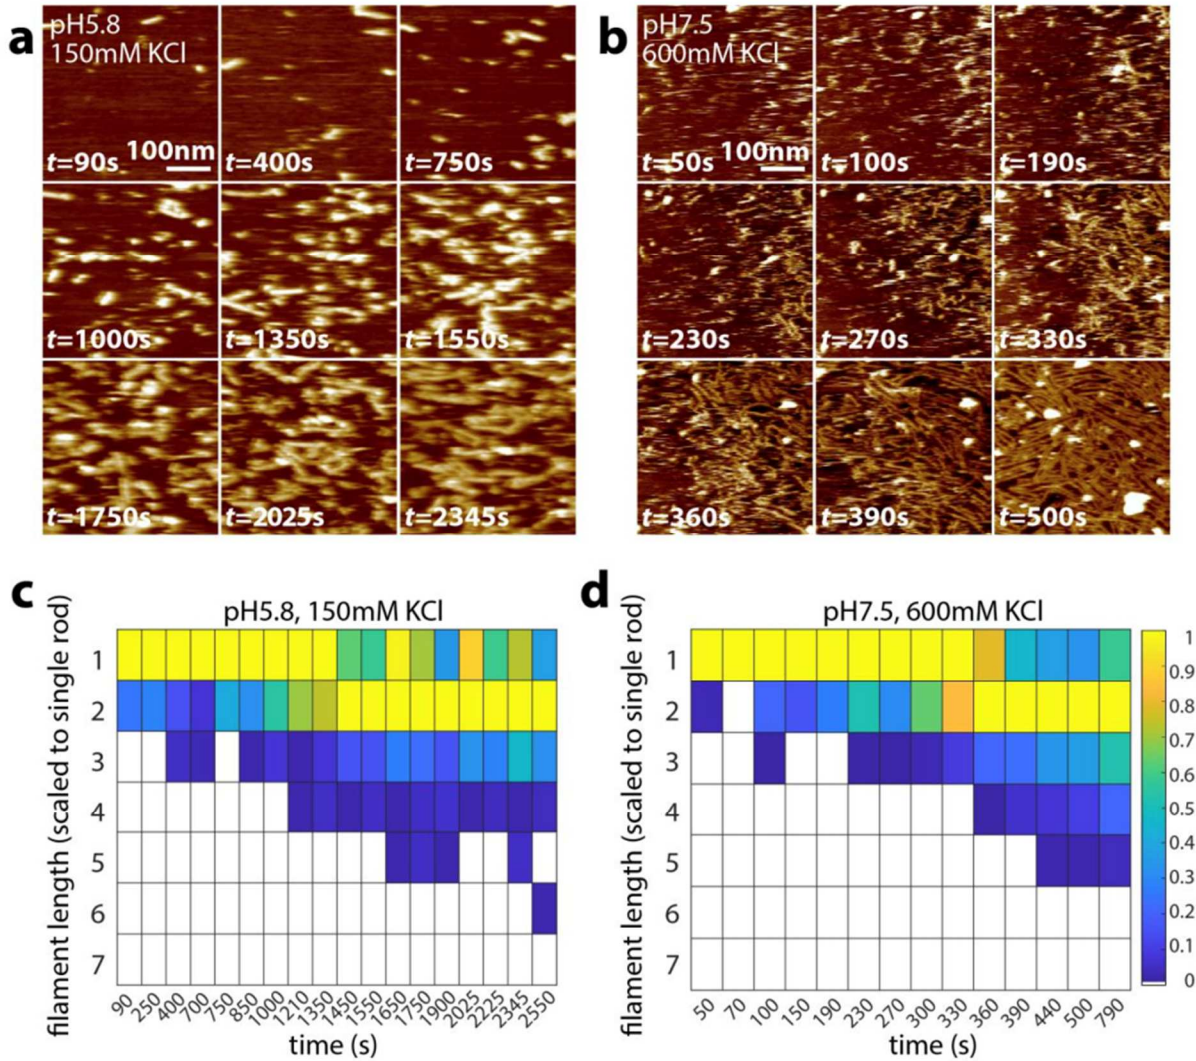 a
pH5.8
150mM KCl
t=90s
100nm
t=400s
t=750s
t=1000s
t=1350s
t=1550s
t=1750s
t=2025s
t=2345s
b
pH7.5
600mM KCl
t=50s
100nm
t=100s
t=190s
t=230s
t=270s
t=330s
t=360s
t=390s
t=500s
c
pH5.8, 150mM KCl
filament length (scaled to single rod)
1
2
3
4
5
6
7
90 250 400 700 750 850 1000 1210 1350 1450 1550 1650 1750 1900 2025 2225 2345 2550
time (s)
d
pH7.5, 600mM KCl
filament length (scaled to single rod)
1
2
3
4
5
6
7
50 70 100 150 190 230 270 300 330 360 390 440 500 790
time (s)
1
0.9
0.8
0.7
0.6
0.5
0.4
0.3
0.2
0.1
0